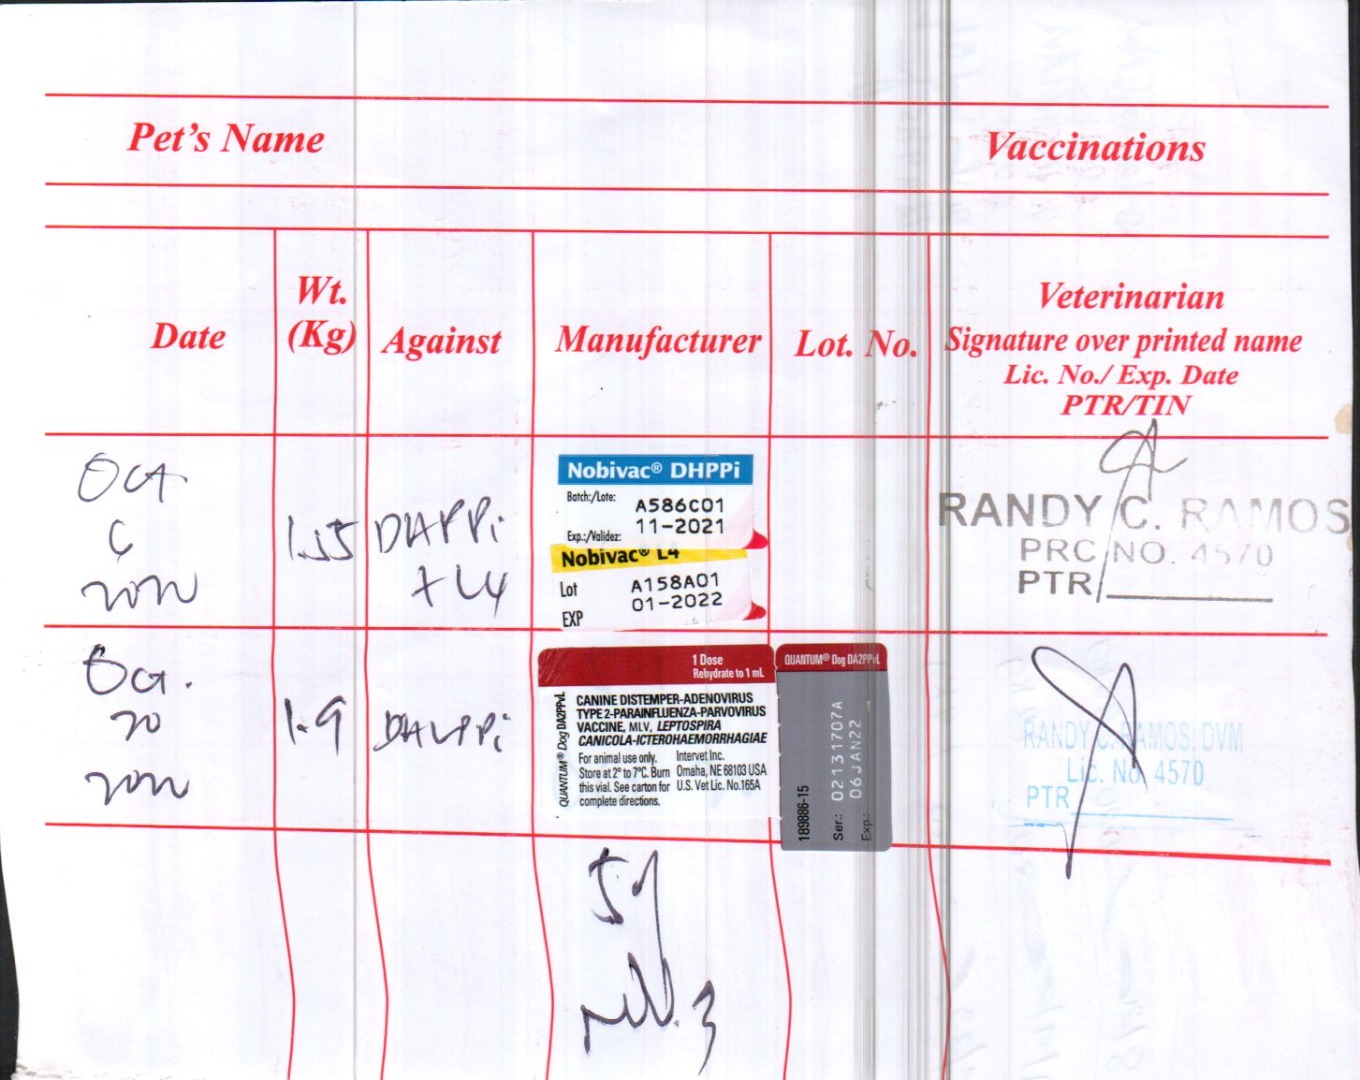 Pet's Name
Vaccinations
Date
Wt.
(Kg)
Against
Manufacturer
Lot. No.
Veterinarian
Signature over printed name
Lic. No./ Exp. Date
PTR/TIN
Oct
1.55
DHPPi
+ L4
Nobivac® DHPPi
Batch:/Lote:
A586C01
11-2021
Exp.:/Validez:
Nobivac® L4
Lot
A158A01
01-2022
EXP
RANDY C. RAMOS
PRC NO. 4570
PTR
Oct.
20
1.9
QUANTUM® Dog DA2PPvL
1 Dose
Rehydrate to 1 mL
CANINE DISTEMPER-ADENOVIRUS
TYPE 2-PARAINFLUENZA-PARVOVIRUS
VACCINE, MLV, LEPTOSPIRA
CANICOLA-ICTEROHAEMORRHAGIAE
For animal use only.
Store at 2° to 7°C. Burn
this vial. See carton for
complete directions.
Intervet Inc.
Omaha, NE 68103 USA
U.S. Vet Lic. No.165A
QUANTUM® Dog DA2PPvL
189886-15
Ser.: 02131707A
Exp.: 06JAN22
RANDY C. RAMOS, DVM
Lic. No. 4570
PTR